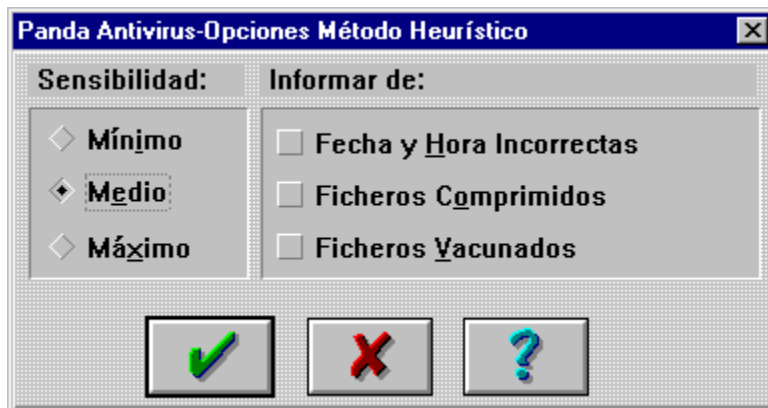 Panda Antivirus-Opciones Método Heurístico
Sensibilidad:
Informar de:
Mínimo
Medio
Máximo
Fecha y Hora Incorrectas
Ficheros Comprimidos
Ficheros Vacunados
?